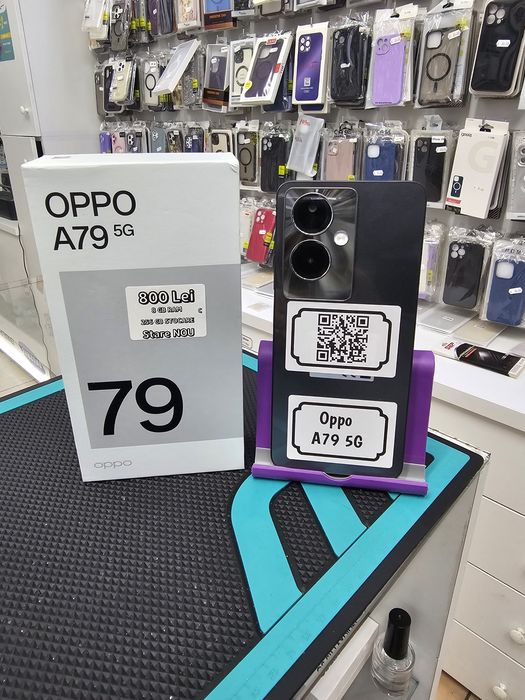 OPPO
A79 5G
800 Lei
8 GB RAM
256 GB STOCARE
Stare NOU
79
oppo
Oppo
A79 5G